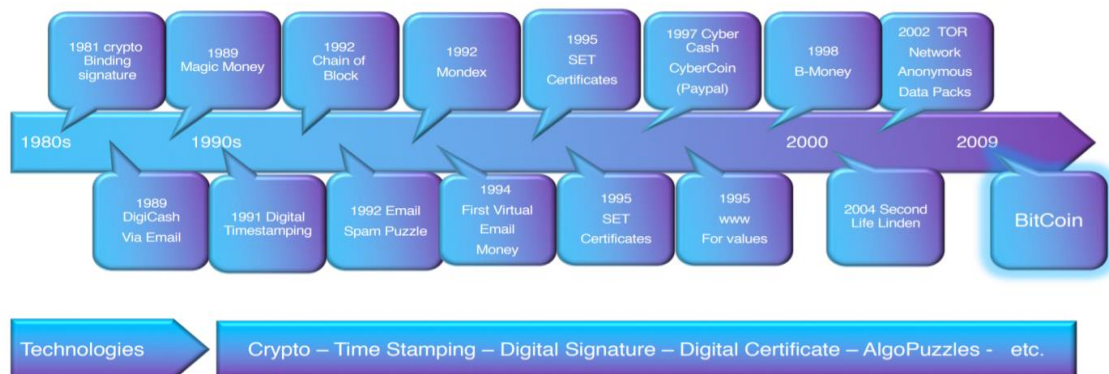 1981 crypto
Binding
signature
1989
Magic Money
1992
Chain of
Block
1992
Mondex
1995
SET
Certificates
1997 Cyber
Cash
CyberCoin
(Paypal)
1998
B-Money
2002 TOR
Network
Anonymous
Data Packs
1980s
1990s
2000
2009
1989
DigiCash
Via Email
1991 Digital
Timestamping
1992 Email
Spam Puzzle
1994
First Virtual
Email
Money
1995
SET
Certificates
1995
www
For values
2004 Second
Life Linden
BitCoin
Technologies
Crypto – Time Stamping – Digital Signature – Digital Certificate – AlgoPuzzles - etc.